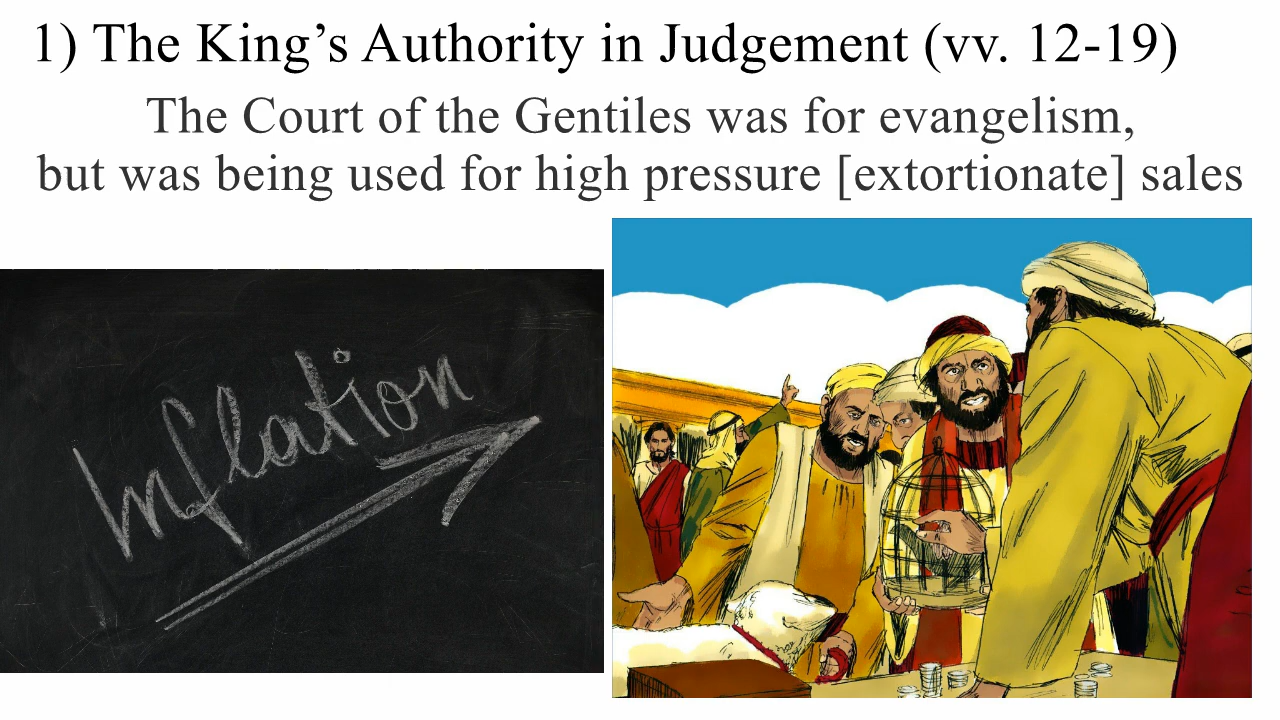 1) The King’s Authority in Judgement (vv. 12-19)
The Court of the Gentiles was for evangelism,
but was being used for high pressure [extortionate] sales
Inflation